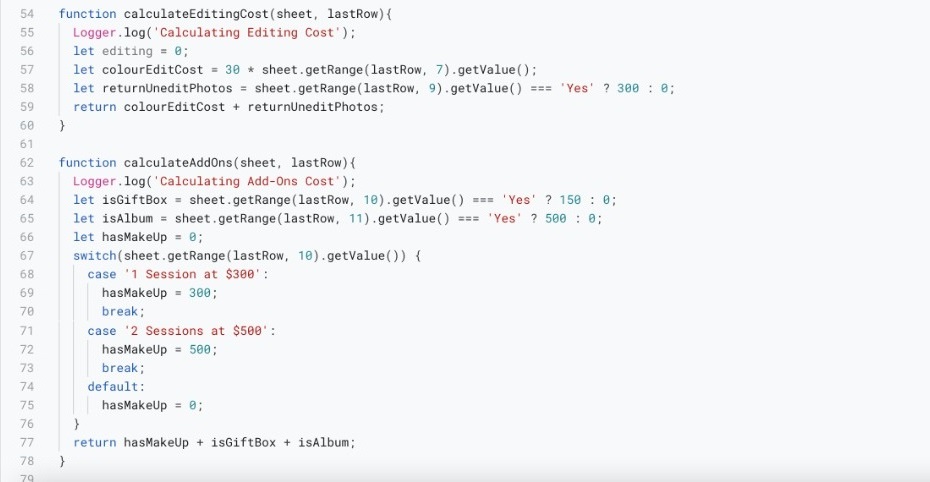 54 function calculateEditingCost(sheet, lastRow){
55 Logger.log('Calculating Editing Cost');
56 let editing = 0;
57 let colourEditCost = 30 * sheet.getRange(lastRow, 7).getValue();
58 let returnUneditPhotos = sheet.getRange(lastRow, 9).getValue() === 'Yes' ? 300 : 0;
59 return colourEditCost + returnUneditPhotos;
60 }
61
62 function calculateAddOns(sheet, lastRow){
63 Logger.log('Calculating Add-Ons Cost');
64 let isGiftBox = sheet.getRange(lastRow, 10).getValue() === 'Yes' ? 150 : 0;
65 let isAlbum = sheet.getRange(lastRow, 11).getValue() === 'Yes' ? 500 : 0;
66 let hasMakeUp = 0;
67 switch(sheet.getRange(lastRow, 10).getValue()) {
68 case '1 Session at $300':
69 hasMakeUp = 300;
70 break;
71 case '2 Sessions at $500':
72 hasMakeUp = 500;
73 break;
74 default:
75 hasMakeUp = 0;
76 }
77 return hasMakeUp + isGiftBox + isAlbum;
78 }
79